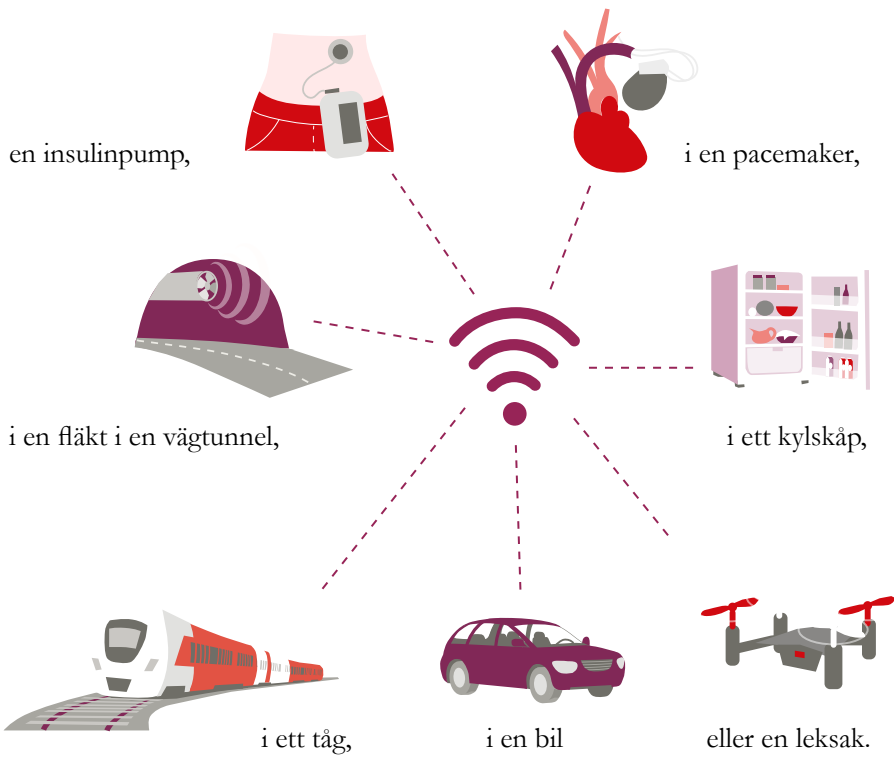 en insulinpump,
i en pacemaker,
i en fläkt i en vägtunnel,
i ett kylskåp,
i ett tåg,
i en bil
eller en leksak.